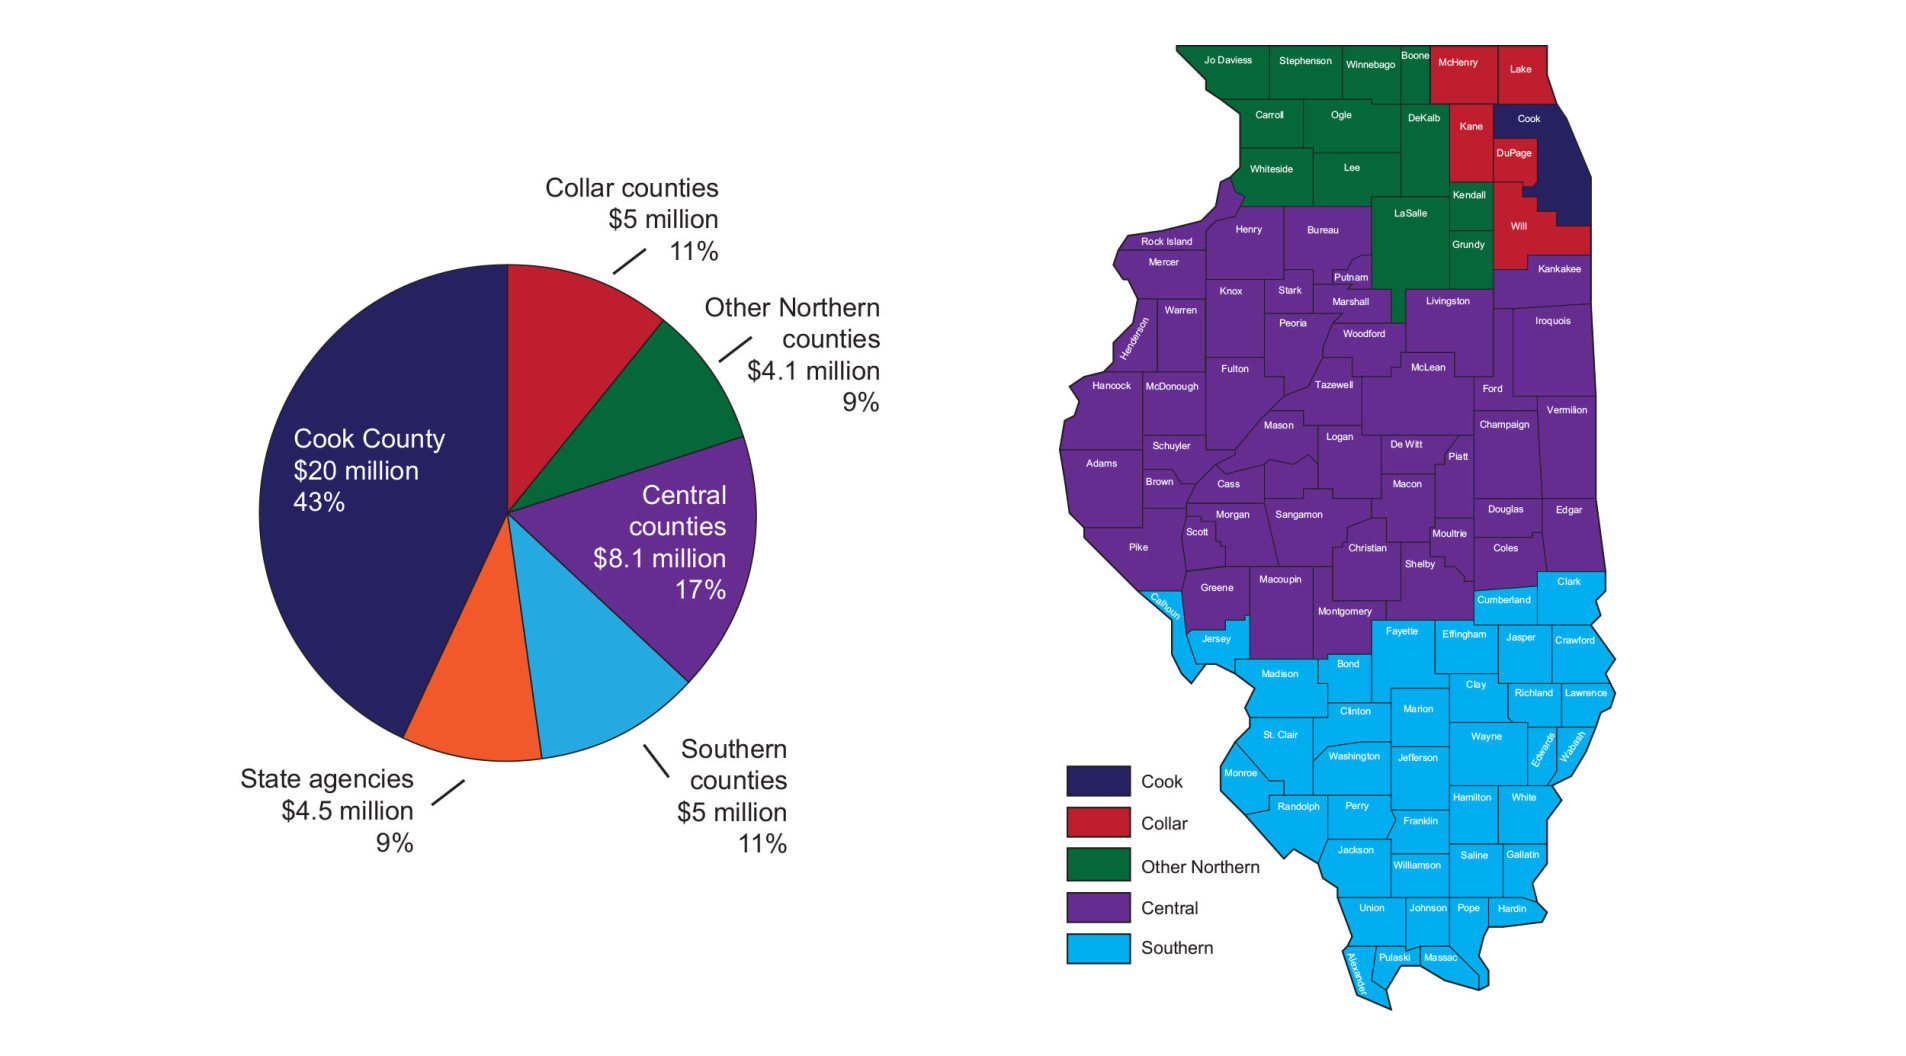 Collar counties
$5 million
11%
Other Northern
counties
$4.1 million
9%
Cook County
$20 million
43%
Central
counties
$8.1 million
17%
Southern
counties
$5 million
11%
State agencies
$4.5 million
9%
Jo Daviess
Stephenson
Winnebago
Boone
McHenry
Lake
Carroll
Ogle
DeKalb
Kane
Cook
DuPage
Whiteside
Lee
Kendall
LaSalle
Will
Grundy
Rock Island
Henry
Bureau
Mercer
Putnam
Kankakee
Knox
Stark
Marshall
Livingston
Warren
Henderson
Peoria
Woodford
Iroquois
Fulton
McLean
Hancock
McDonough
Tazewell
Ford
Vermilion
Mason
Logan
Champaign
Schuyler
De Witt
Piatt
Adams
Brown
Cass
Macon
Morgan
Sangamon
Douglas
Edgar
Scott
Moultrie
Pike
Christian
Coles
Shelby
Greene
Macoupin
Clark
Calhoun
Cumberland
Montgomery
Jersey
Fayette
Effingham
Jasper
Crawford
Madison
Bond
Clay
Richland
Lawrence
Clinton
Marion
St. Clair
Wayne
Edwards
Wabash
Washington
Jefferson
Monroe
Randolph
Perry
Hamilton
White
Franklin
Jackson
Williamson
Saline
Gallatin
Union
Johnson
Pope
Hardin
Alexander
Pulaski
Massac
Cook
Collar
Other Northern
Central
Southern